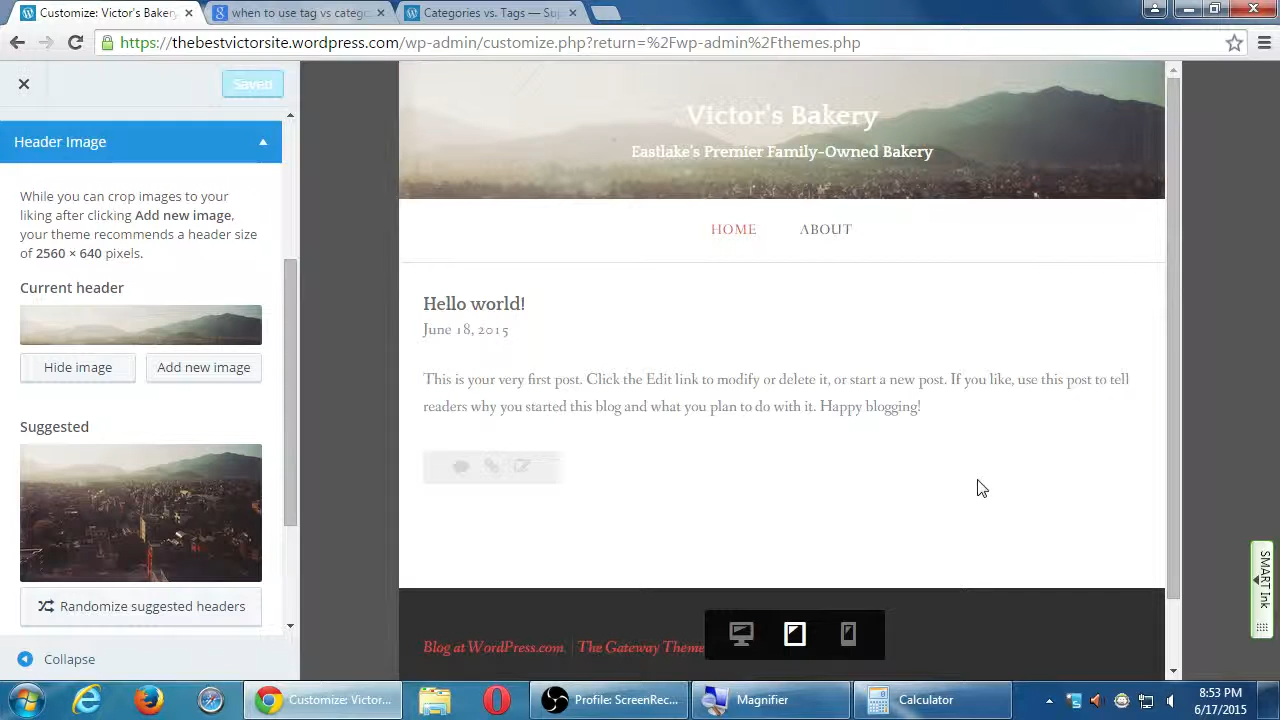 Customize: Victor's Bakery
when to use tag vs catego
Categories vs. Tags — Sup
https://thebestvictorsite.wordpress.com/wp-admin/customize.php?return=%2Fwp-admin%2Fthemes.php
Saved
Header Image
While you can crop images to your
liking after clicking Add new image,
your theme recommends a header size
of 2560 × 640 pixels.
Current header
Hide image
Add new image
Suggested
Randomize suggested headers
Collapse
Victor's Bakery
Eastlake's Premier Family-Owned Bakery
HOME
ABOUT
Hello world!
June 18, 2015
This is your very first post. Click the Edit link to modify or delete it, or start a new post. If you like, use this post to tell
readers why you started this blog and what you plan to do with it. Happy blogging!
Blog at WordPress.com. | The Gateway Theme
SMART Ink
Customize: Victor...
Profile: ScreenRec...
Magnifier
Calculator
8:53 PM
6/17/2015